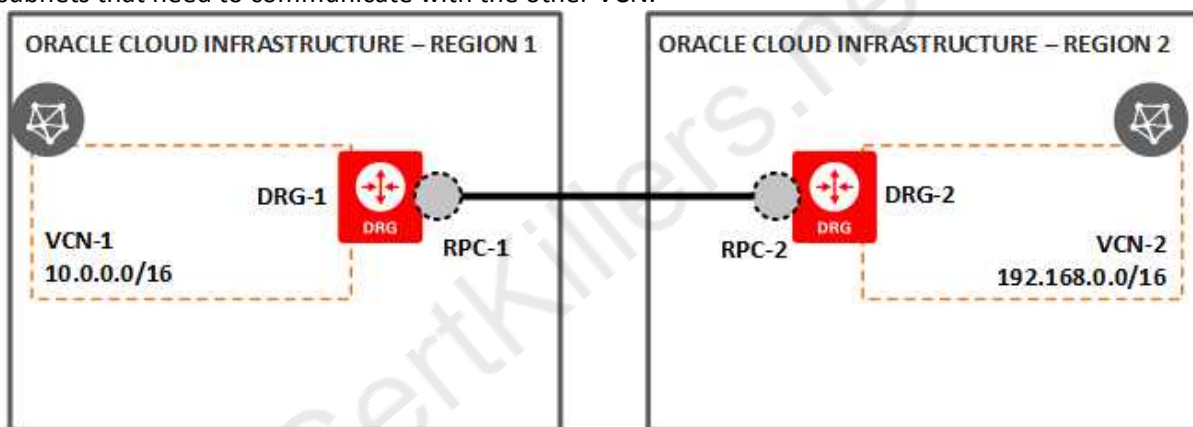 subnets that need to communicate with the other VCN.
ORACLE CLOUD INFRASTRUCTURE – REGION 1
ORACLE CLOUD INFRASTRUCTURE – REGION 2
DRG-1
DRG
RPC-1
VCN-1
10.0.0.0/16
DRG-2
DRG
RPC-2
VCN-2
192.168.0.0/16